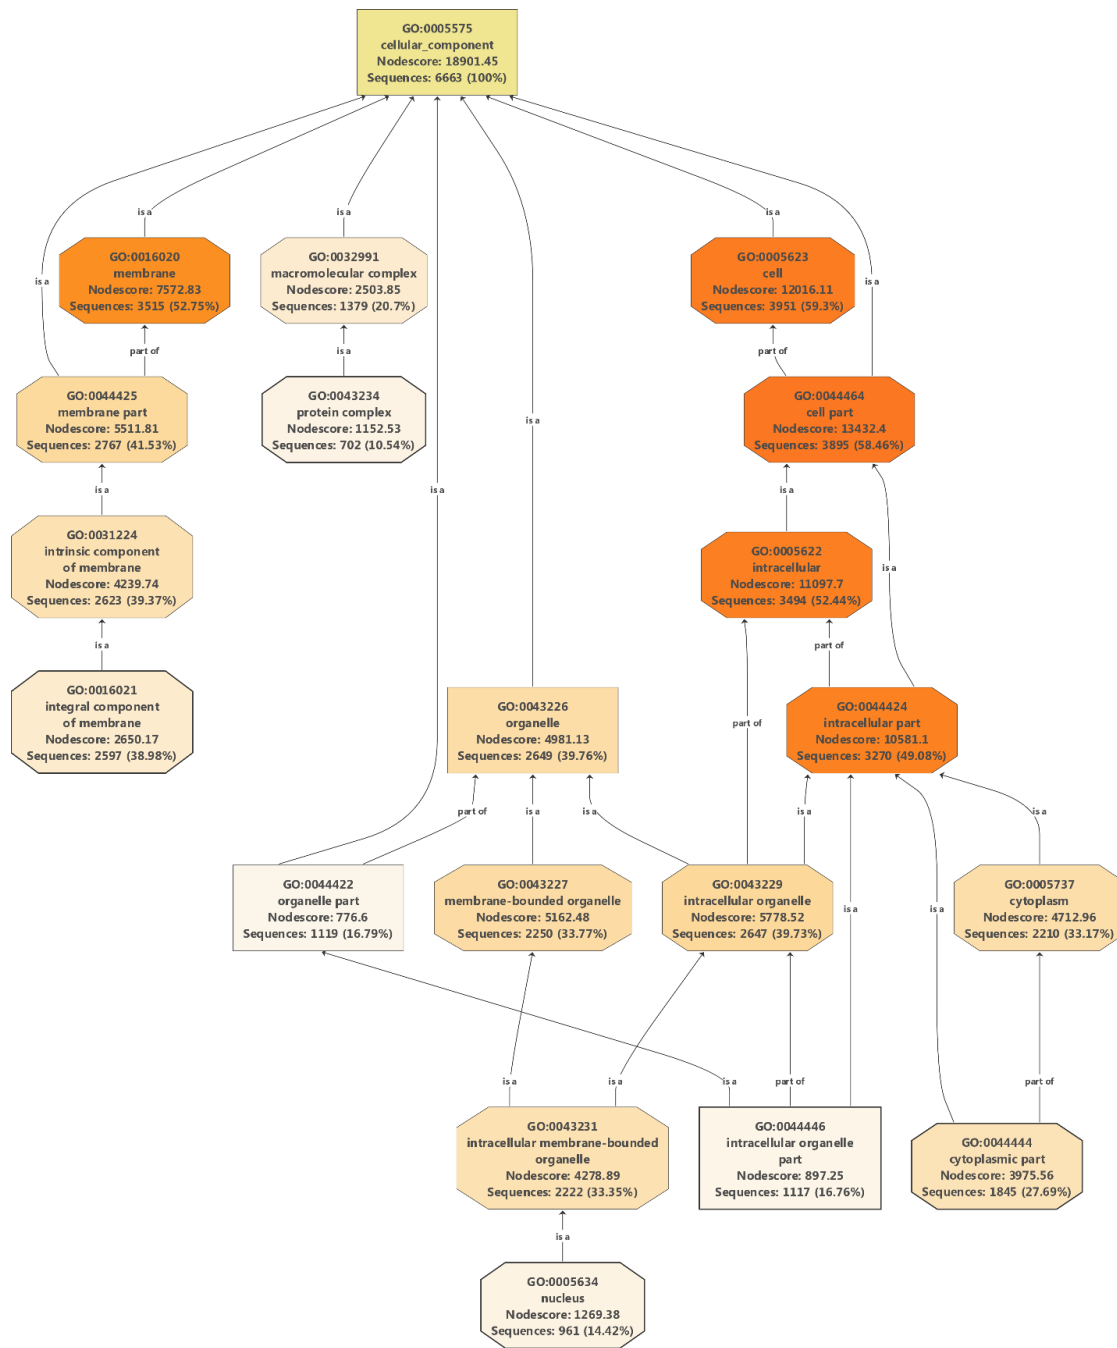 GO:0005575
cellular_component
Nodescore: 18901.45
Sequences: 6663 (100%)
is a
is a
is a
is a
is a
GO:0016020
membrane
Nodescore: 7572.83
Sequences: 3515 (52.75%)
GO:0032991
macromolecular complex
Nodescore: 2503.85
Sequences: 1379 (20.7%)
GO:0005623
cell
Nodescore: 12016.11
Sequences: 3951 (59.3%)
part of
is a
part of
GO:0044425
membrane part
Nodescore: 5511.81
Sequences: 2767 (41.53%)
GO:0043234
protein complex
Nodescore: 1152.53
Sequences: 702 (10.54%)
is a
GO:0044464
cell part
Nodescore: 13432.4
Sequences: 3895 (58.46%)
is a
is a
is a
GO:0031224
intrinsic component
of membrane
Nodescore: 4239.74
Sequences: 2623 (39.37%)
GO:0005622
intracellular
Nodescore: 11097.7
Sequences: 3494 (52.44%)
is a
is a
part of
GO:0016021
integral component
of membrane
Nodescore: 2650.17
Sequences: 2597 (38.98%)
GO:0043226
organelle
Nodescore: 4981.13
Sequences: 2649 (39.76%)
part of
GO:0044424
intracellular part
Nodescore: 10581.1
Sequences: 3270 (49.08%)
part of
is a
is a
is a
is a
GO:0044422
organelle part
Nodescore: 776.6
Sequences: 1119 (16.79%)
GO:0043227
membrane-bounded organelle
Nodescore: 5162.48
Sequences: 2250 (33.77%)
GO:0043229
intracellular organelle
Nodescore: 5778.52
Sequences: 2647 (39.73%)
is a
is a
GO:0005737
cytoplasm
Nodescore: 4712.96
Sequences: 2210 (33.17%)
is a
is a
is a
part of
part of
GO:0043231
intracellular membrane-bounded
organelle
Nodescore: 4278.89
Sequences: 2222 (33.35%)
GO:0044446
intracellular organelle
part
Nodescore: 897.25
Sequences: 1117 (16.76%)
GO:0044444
cytoplasmic part
Nodescore: 3975.56
Sequences: 1845 (27.69%)
is a
GO:0005634
nucleus
Nodescore: 1269.38
Sequences: 961 (14.42%)